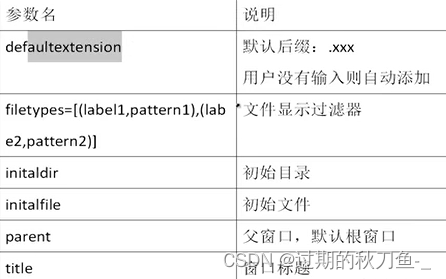 参数名 说明
defaultextension 默认后缀：.xxx
用户没有输入则自动添加
filetypes=[(label1,pattern1),(lab 文件显示过滤器
e2,pattern2)]
initaldir 初始目录
initalfile 初始文件
parent 父窗口，默认根窗口
title 窗口标题
CSDN @过期的秋刀鱼-_